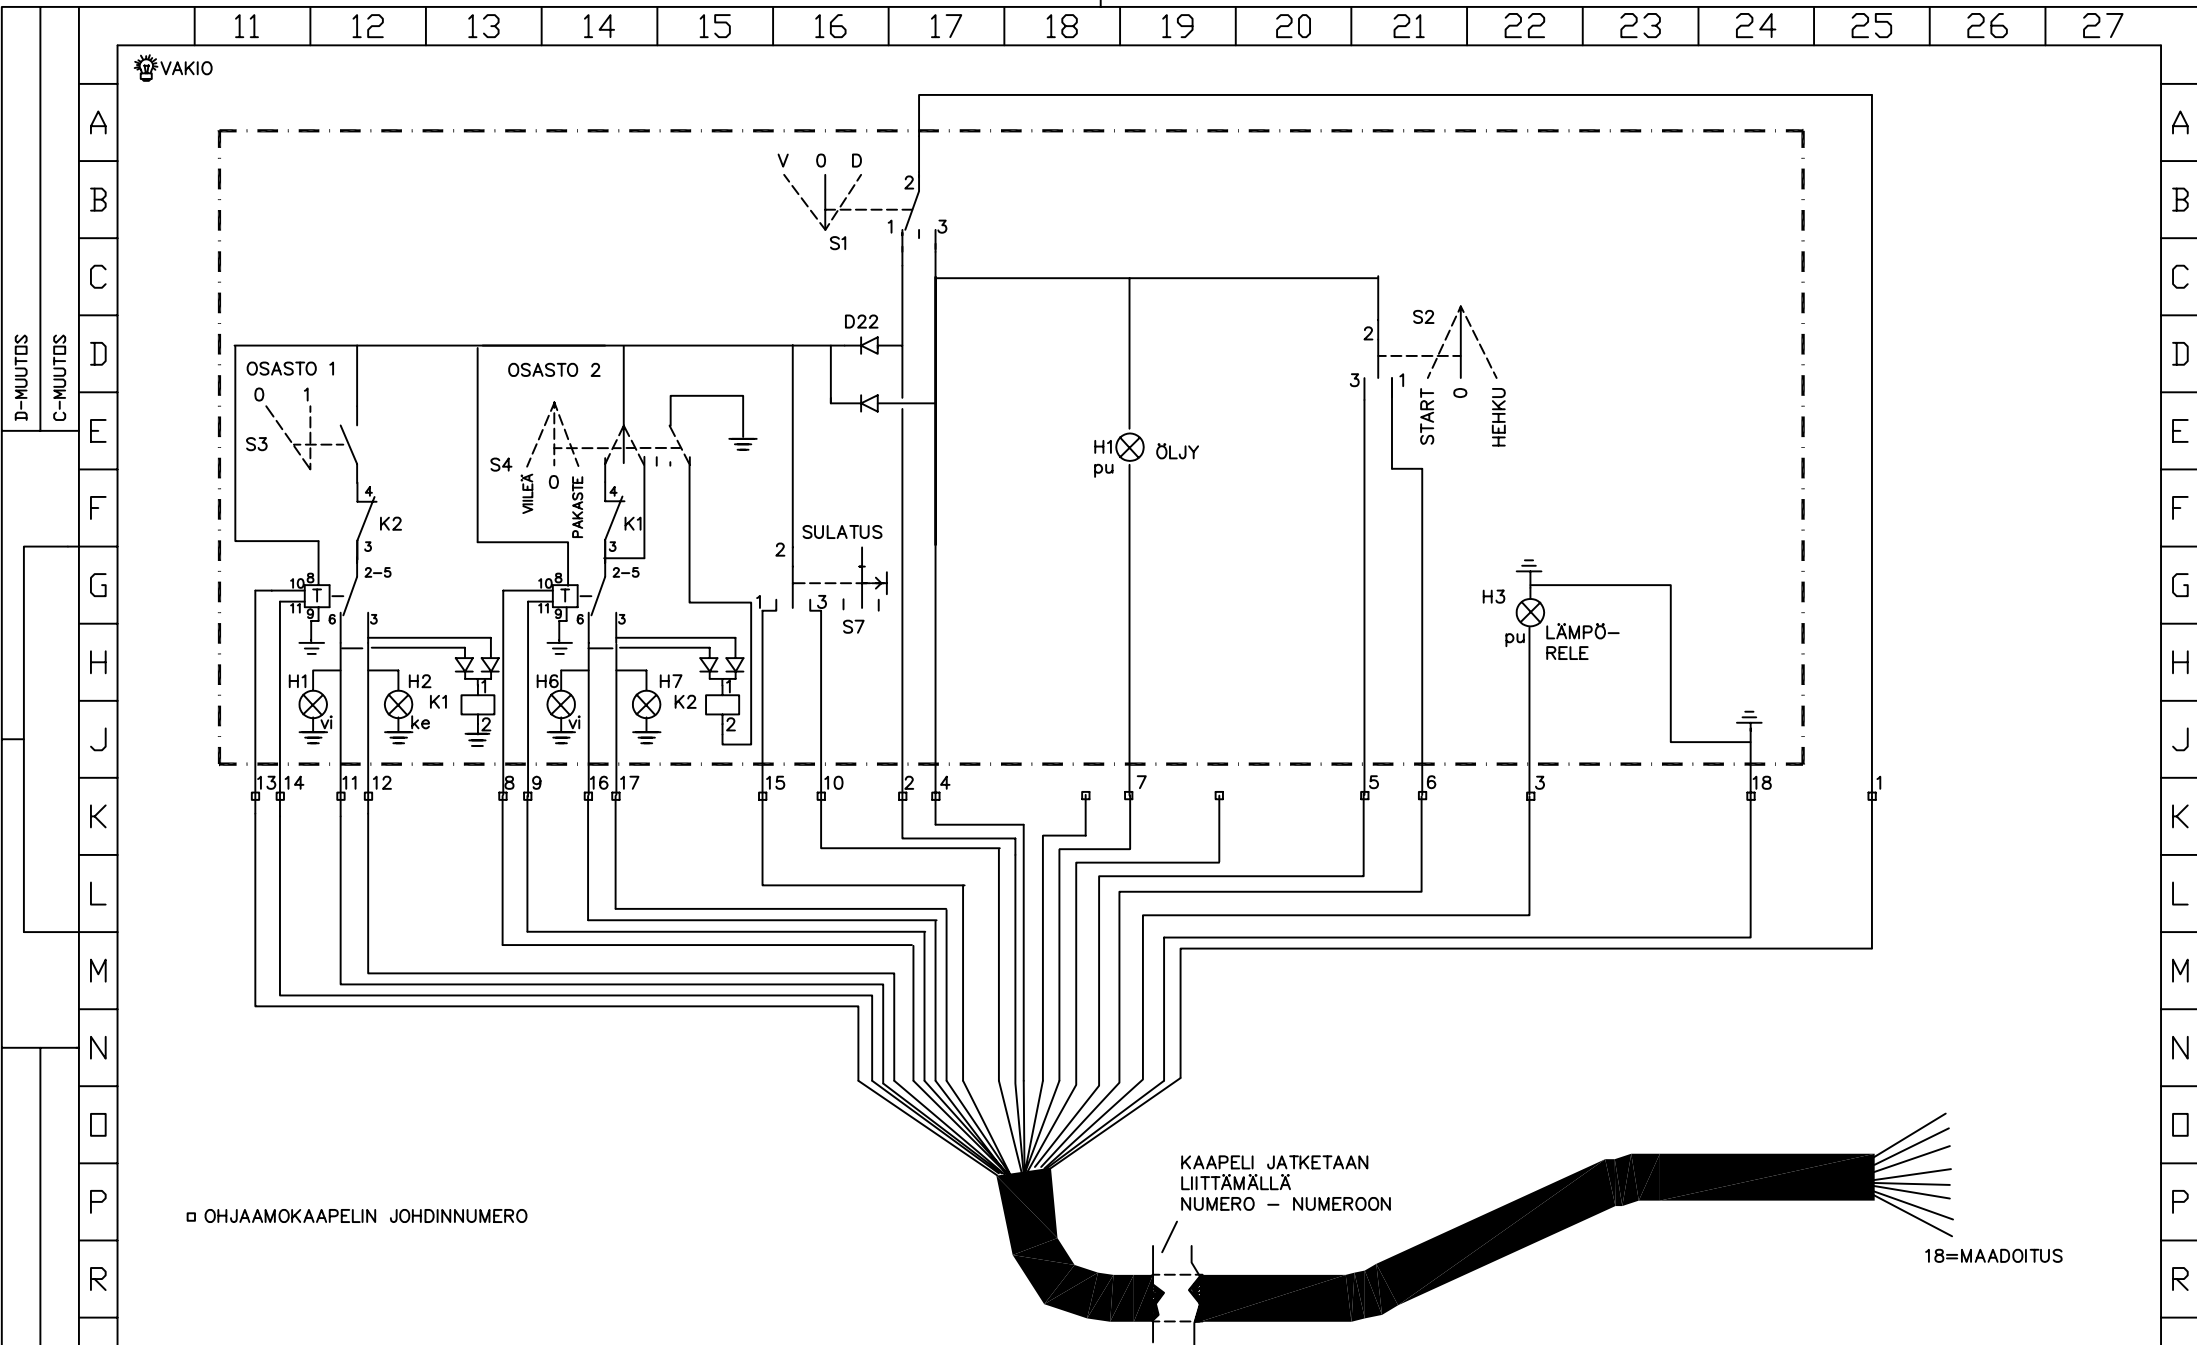 11 12 13 14 15 16 17 18 19 20 21 22 23 24 25 26 27
VAKIO
A A
V 0 D
2
B B
1 3
S1
C C
D-MUUTOS
C-MUUTOS
D22
S2
2
D D
OSASTO 1
OSASTO 2
0 1
3 1
START
0
HEHKU
E E
S3
S4
H1
pu
ÖLJY
VIILEÄ
0
PAKASTE
F F
4
K2
3
4
K1
3
SULATUS
2
G G
8
10
T
11
9
2-5
6 3
8
10
T
11
9
2-5
6 3
1 3
S7
H3
pu
LÄMPÖ-
RELE
H H
H1
vi
H2
ke
K1
1
2
H6
vi
H7
K2
1
2
J J
13 14 11 12 8 9 16 17 15 10 2 4 7 5 6 3 18 1
K K
L L
M M
N N
O O
KAAPELI JATKETAAN
LIITTÄMÄLLÄ
NUMERO - NUMEROON
P P
OHJAAMOKAAPELIN JOHDINNUMERO
18=MAADOITUS
R R